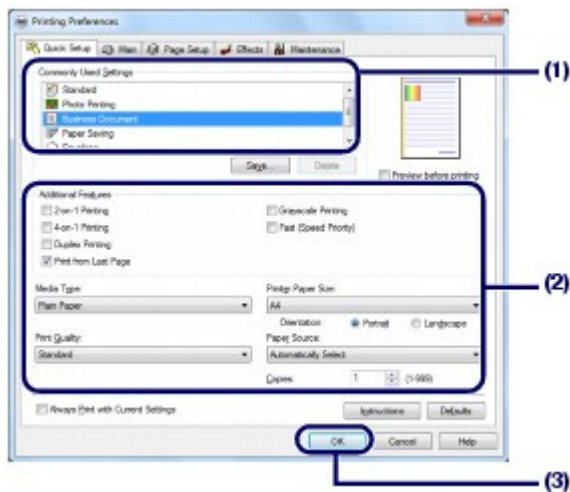 Printing Preferences
Quick Setup Main Page Setup Effects Maintenance
Commonly Used Settings
Standard
Photo Printing
Business Document
Paper Saving
Envelope
Save... Delete
Preview before printing
(1)
Additional Features
2-on-1 Printing Grayscale Printing
4-on-1 Printing Fast (Speed Priority)
Duplex Printing
Print from Last Page
Media Type: Printer Paper Size:
Plain Paper A4
(2)
Orientation: Portrait Landscape
Print Quality: Paper Source:
Standard Automatically Select
Copies: 1 (1-999)
Always Print with Current Settings Instructions Defaults
OK Cancel Help
(3)